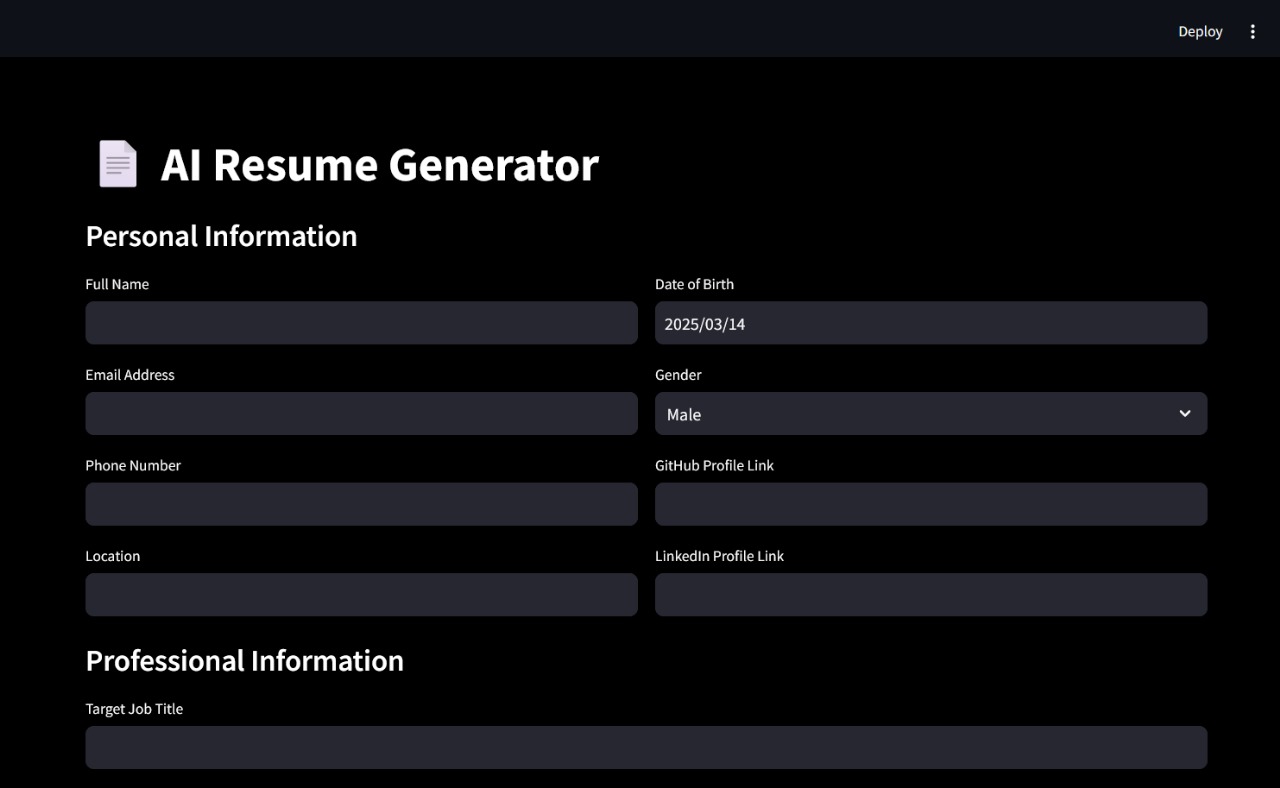 Deploy
AI Resume Generator
Personal Information
Full Name
Date of Birth
2025/03/14
Email Address
Gender
Male
Phone Number
GitHub Profile Link
Location
LinkedIn Profile Link
Professional Information
Target Job Title